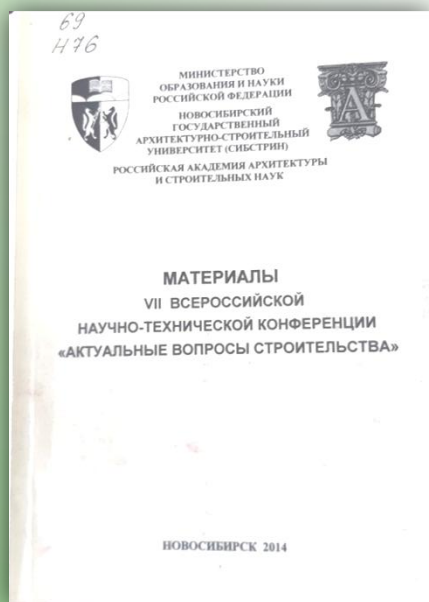 69
Н76
МИНИСТЕРСТВО
ОБРАЗОВАНИЯ И НАУКИ
РОССИЙСКОЙ ФЕДЕРАЦИИ
НОВОСИБИРСКИЙ
ГОСУДАРСТВЕННЫЙ
АРХИТЕКТУРНО-СТРОИТЕЛЬНЫЙ
УНИВЕРСИТЕТ (СИБСТРИН)
РОССИЙСКАЯ АКАДЕМИЯ АРХИТЕКТУРЫ
И СТРОИТЕЛЬНЫХ НАУК
А
МАТЕРИАЛЫ
VII ВСЕРОССИЙСКОЙ
НАУЧНО-ТЕХНИЧЕСКОЙ КОНФЕРЕНЦИИ
«АКТУАЛЬНЫЕ ВОПРОСЫ СТРОИТЕЛЬСТВА»
НОВОСИБИРСК 2014